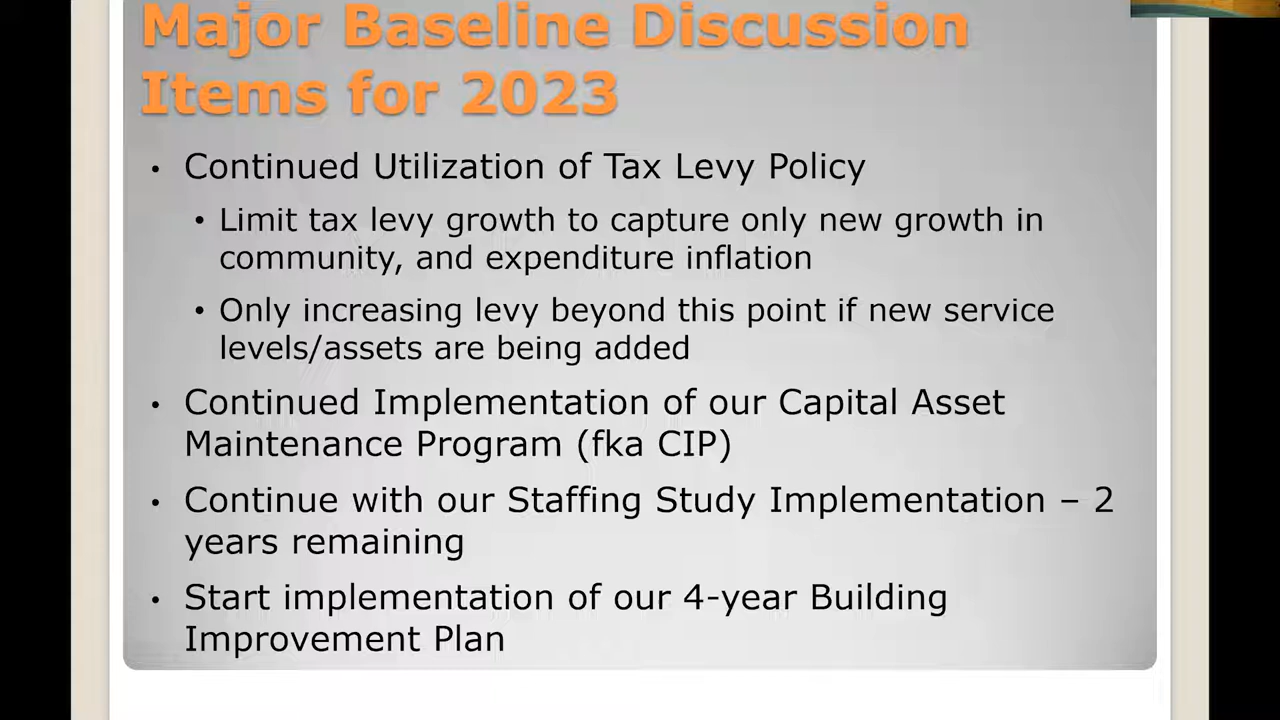 Major Baseline Discussion
Items for 2023
• Continued Utilization of Tax Levy Policy
• Limit tax levy growth to capture only new growth in
community, and expenditure inflation
• Only increasing levy beyond this point if new service
levels/assets are being added
• Continued Implementation of our Capital Asset
Maintenance Program (fka CIP)
• Continue with our Staffing Study Implementation – 2
years remaining
• Start implementation of our 4-year Building
Improvement Plan